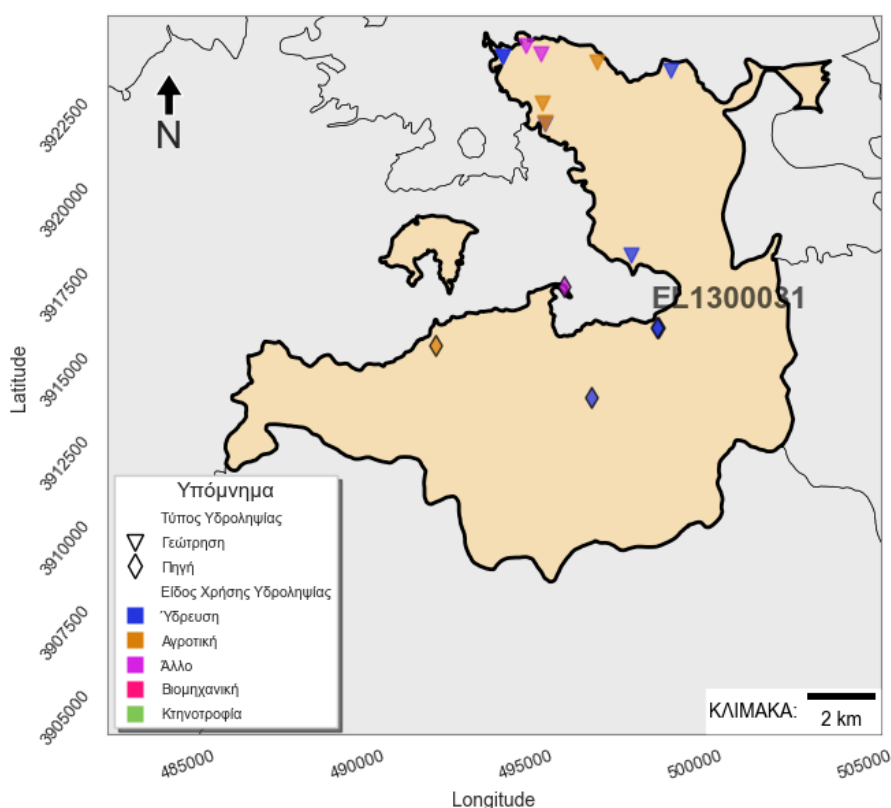 N
EL1300031
Latitude
3922500
3920000
3917500
3915000
3912500
3910000
3907500
3905000
Υπόμνημα
Τύπος Υδροληψίας
Γεώτρηση
Πηγή
Είδος Χρήσης Υδροληψίας
Ύδρευση
Αγροτική
Άλλο
Βιομηχανική
Κτηνοτροφία
ΚΛΙΜΑΚΑ:
2 km
485000
490000
495000
500000
505000
Longitude